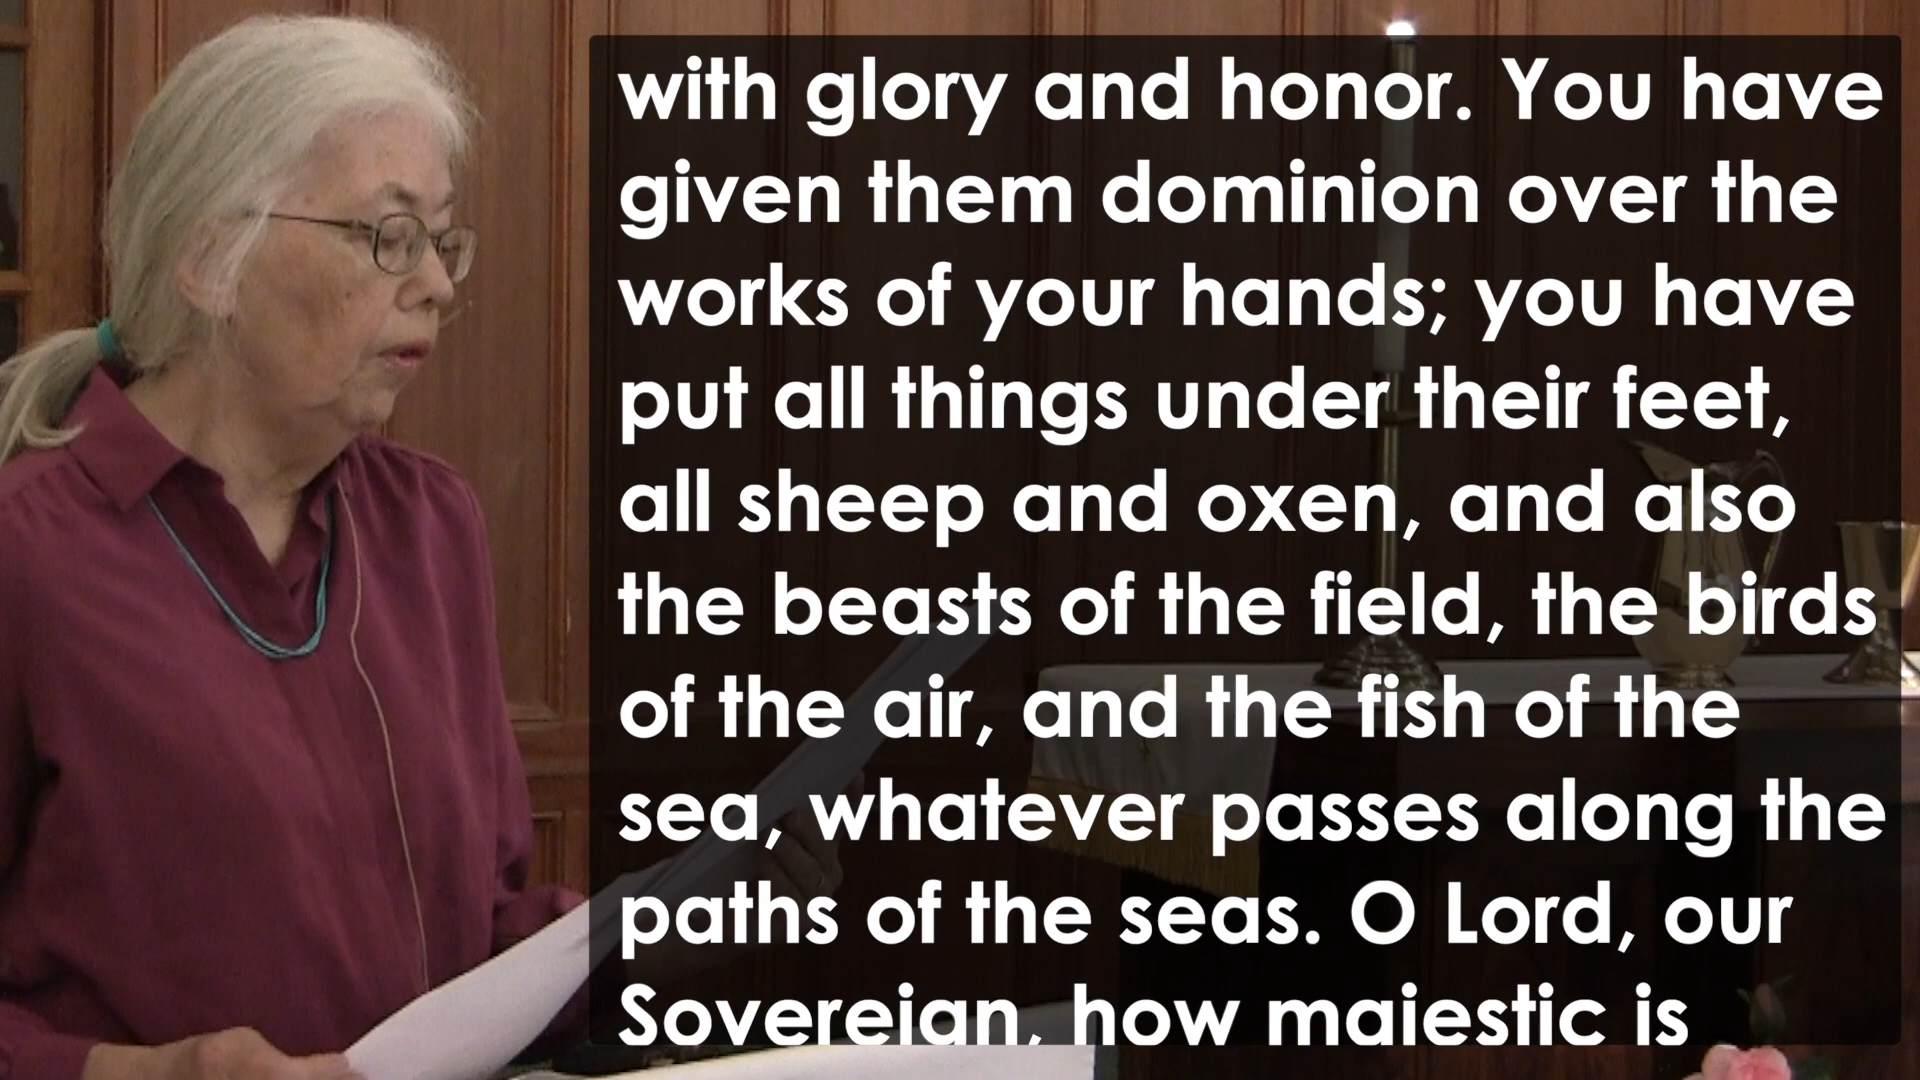 with glory and honor. You have
given them dominion over the
works of your hands; you have
put all things under their feet,
all sheep and oxen, and also
the beasts of the field, the birds
of the air, and the fish of the
sea, whatever passes along the
paths of the seas. O Lord, our
Sovereign, how majestic is